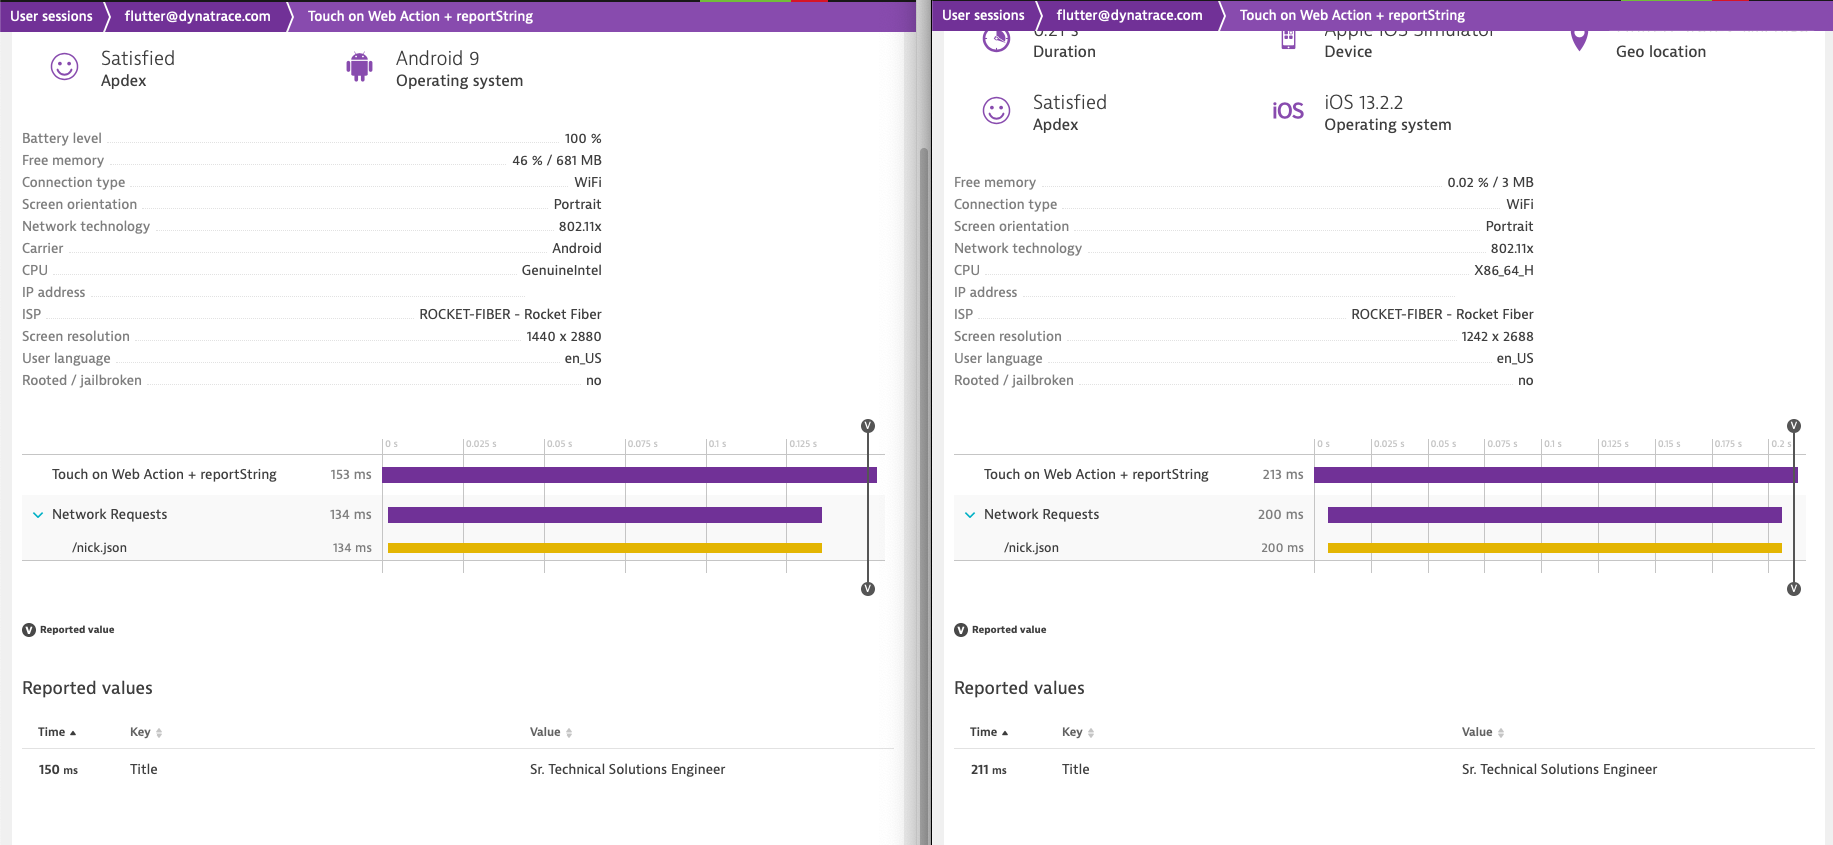 User sessions flutter@dynatrace.com Touch on Web Action + reportString
Satisfied
Apdex
Android 9
Operating system
Battery level 100 %
Free memory 46 % / 681 MB
Connection type WiFi
Screen orientation Portrait
Network technology 802.11x
Carrier Android
CPU GenuineIntel
IP address
ISP ROCKET-FIBER - Rocket Fiber
Screen resolution 1440 x 2880
User language en_US
Rooted / jailbroken no
V
0 s 0.025 s 0.05 s 0.075 s 0.1 s 0.125 s
Touch on Web Action + reportString 153 ms
Network Requests 134 ms
/nick.json 134 ms
V
V Reported value
Reported values
Time Key Value
150 ms Title Sr. Technical Solutions Engineer
User sessions flutter@dynatrace.com Touch on Web Action + reportString
0.21 s
Duration
Apple iOS Simulator
Device
Geo location
Satisfied
Apdex
iOS
iOS 13.2.2
Operating system
Free memory 0.02 % / 3 MB
Connection type WiFi
Screen orientation Portrait
Network technology 802.11x
CPU X86_64_H
IP address
ISP ROCKET-FIBER - Rocket Fiber
Screen resolution 1242 x 2688
User language en_US
Rooted / jailbroken no
V
0 s 0.025 s 0.05 s 0.075 s 0.1 s 0.125 s 0.15 s 0.175 s 0.2 s
Touch on Web Action + reportString 213 ms
Network Requests 200 ms
/nick.json 200 ms
V
V Reported value
Reported values
Time Key Value
211 ms Title Sr. Technical Solutions Engineer